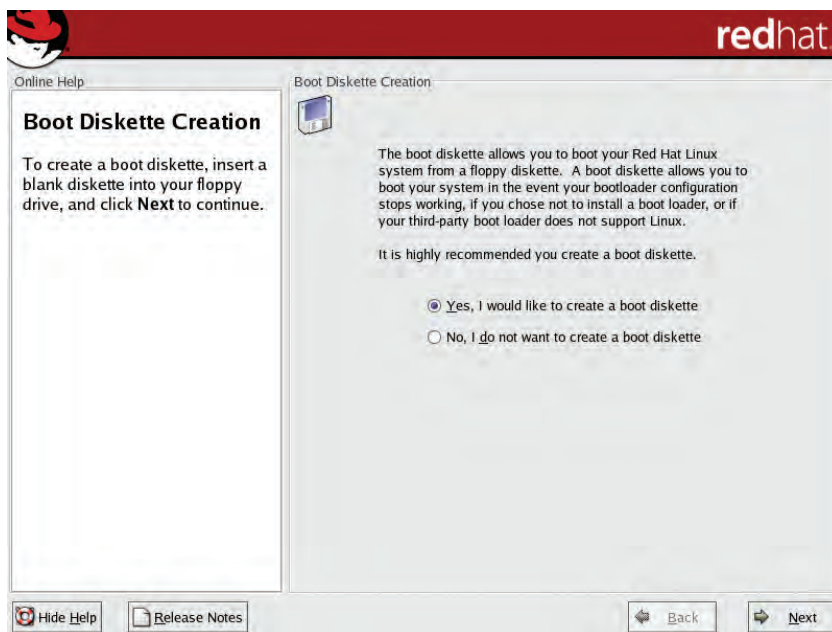 redhat.
Online Help
Boot Diskette Creation
To create a boot diskette, insert a
blank diskette into your floppy
drive, and click Next to continue.
Boot Diskette Creation
The boot diskette allows you to boot your Red Hat Linux
system from a floppy diskette. A boot diskette allows you to
boot your system in the event your bootloader configuration
stops working, if you chose not to install a boot loader, or if
your third-party boot loader does not support Linux.
It is highly recommended you create a boot diskette.
Yes, I would like to create a boot diskette
No, I do not want to create a boot diskette
Hide Help
Release Notes
Back
Next